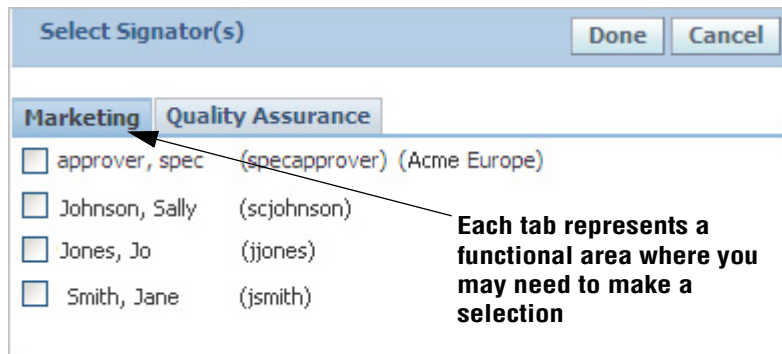 Select Signator(s) Done Cancel
Marketing Quality Assurance
approver, spec (specapprover) (Acme Europe)
Johnson, Sally (scjohnson)
Jones, Jo (jjones)
Smith, Jane (jsmith)
Each tab represents a
functional area where you
may need to make a
selection